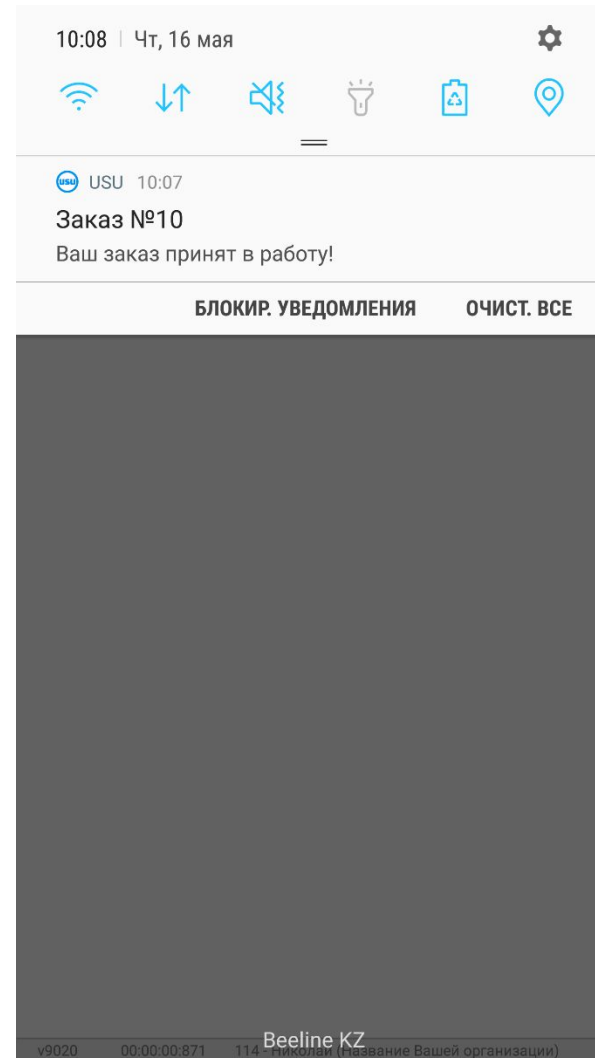 10:08 | Чт, 16 мая
usu USU 10:07
Заказ №10
Ваш заказ принят в работу!
БЛОКИР. УВЕДОМЛЕНИЯ ОЧИСТ. ВСЕ
Beeline KZ
v9020 00:00:00:871 114 - Николай (Название Вашей организации)